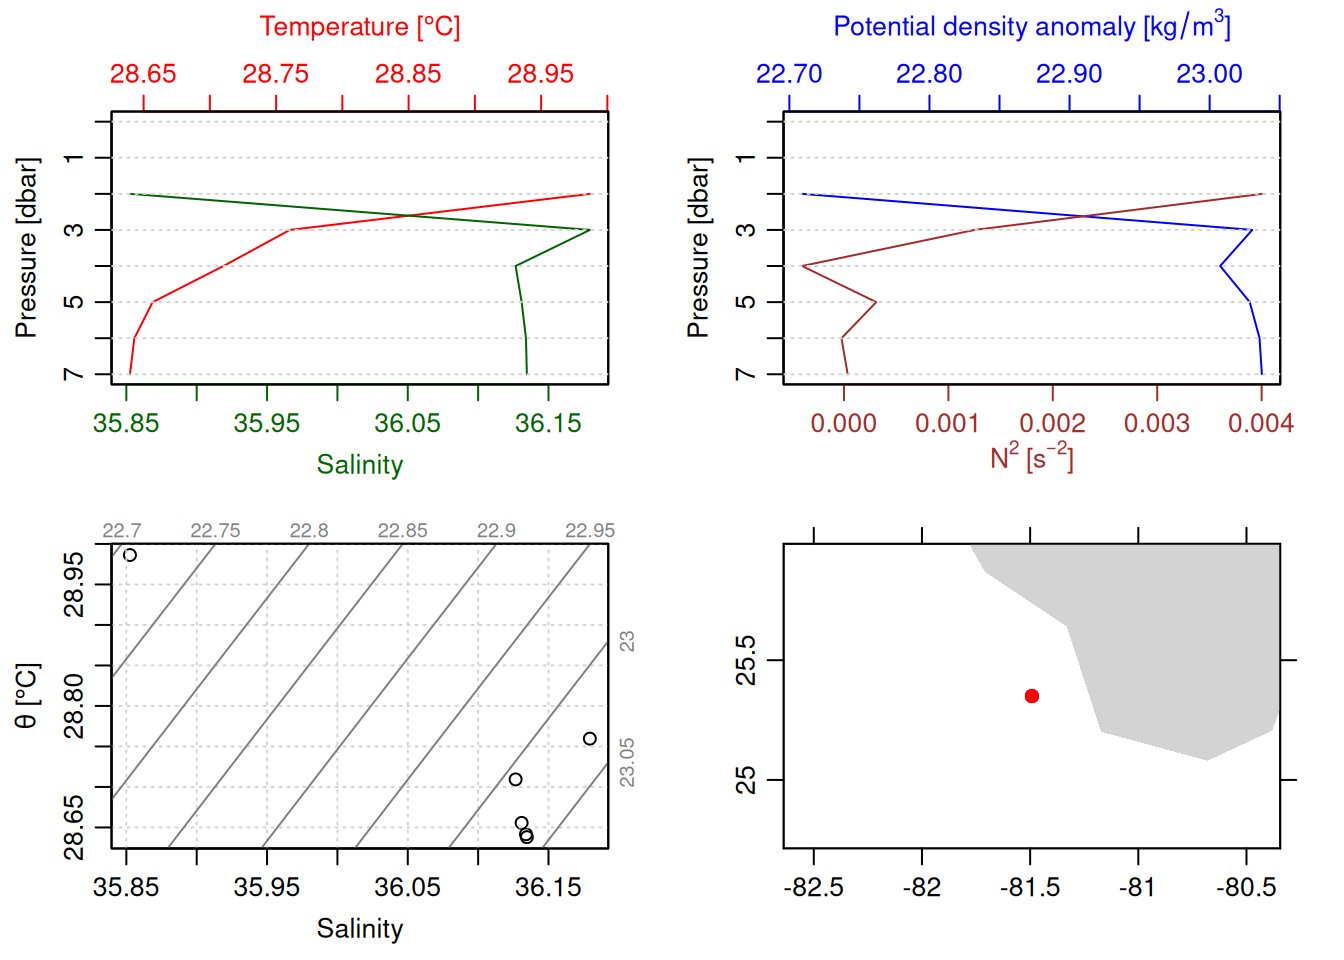 Temperature [°C]
28.65 28.75 28.85 28.95
Pressure [dbar]
1
3
5
7
35.85 35.95 36.05 36.15
Salinity
Potential density anomaly [kg/m³]
22.70 22.80 22.90 23.00
Pressure [dbar]
1
3
5
7
0.000 0.001 0.002 0.003 0.004
N² [s⁻²]
22.7 22.75 22.8 22.85 22.9 22.95
23
23.05
θ [°C]
28.95
28.80
28.65
35.85 35.95 36.05 36.15
Salinity
25.5
25
-82.5 -82 -81.5 -81 -80.5